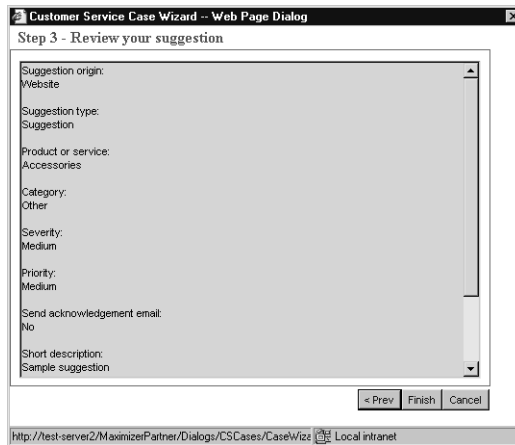 Customer Service Case Wizard -- Web Page Dialog
Step 3 - Review your suggestion
Suggestion origin:
Website
Suggestion type:
Suggestion
Product or service:
Accessories
Category:
Other
Severity:
Medium
Priority:
Medium
Send acknowledgement email:
No
Short description:
Sample suggestion
< Prev Finish Cancel
http://test-server2/MaximizerPartner/Dialogs/CSCases/CaseWiza Local intranet